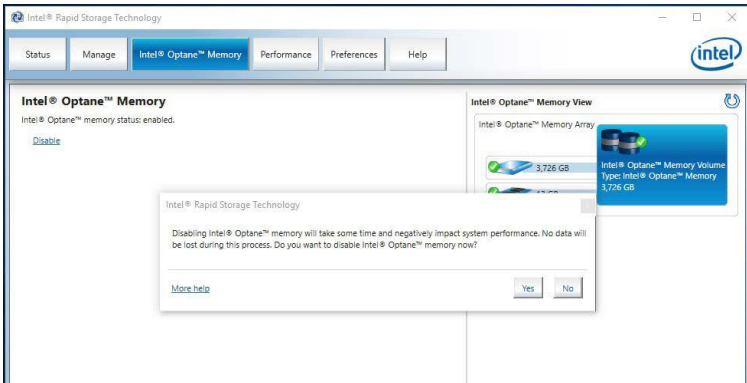 Intel® Rapid Storage Technology
Status
Manage
Intel® Optane™ Memory
Performance
Preferences
Help
intel
Intel® Optane™ Memory
Intel® Optane™ memory status: enabled.
Disable
Intel® Optane™ Memory View
Intel® Optane™ Memory Array
3,726 GB
Intel® Optane™ Memory Volume
Type: Intel® Optane™ Memory
3,726 GB
Intel® Rapid Storage Technology
Disabling Intel® Optane™ memory will take some time and negatively impact system performance. No data will
be lost during this process. Do you want to disable Intel® Optane™ memory now?
More help
Yes
No